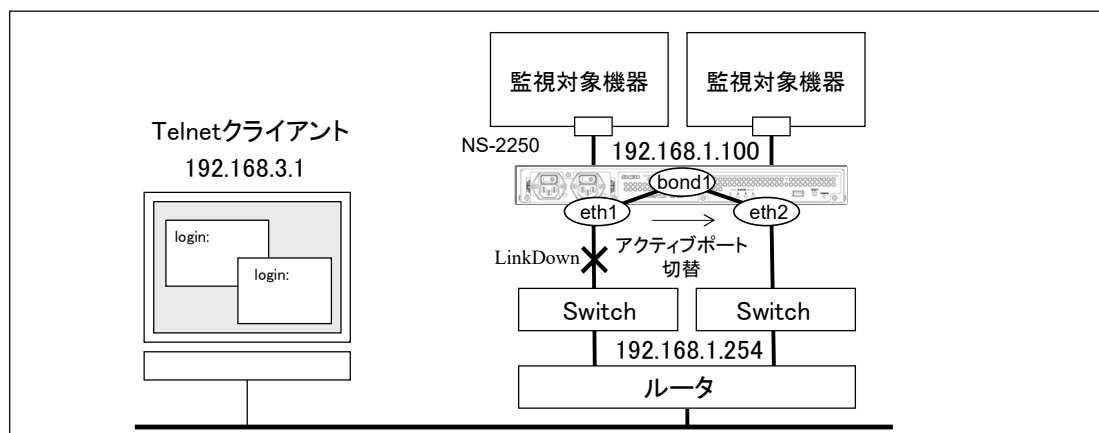 監視対象機器
監視対象機器
Telnetクライアント
192.168.3.1
NS-2250
192.168.1.100
bond1
eth1
eth2
login:
login:
LinkDown
アクティブポート
切替
Switch
Switch
192.168.1.254
ルータ